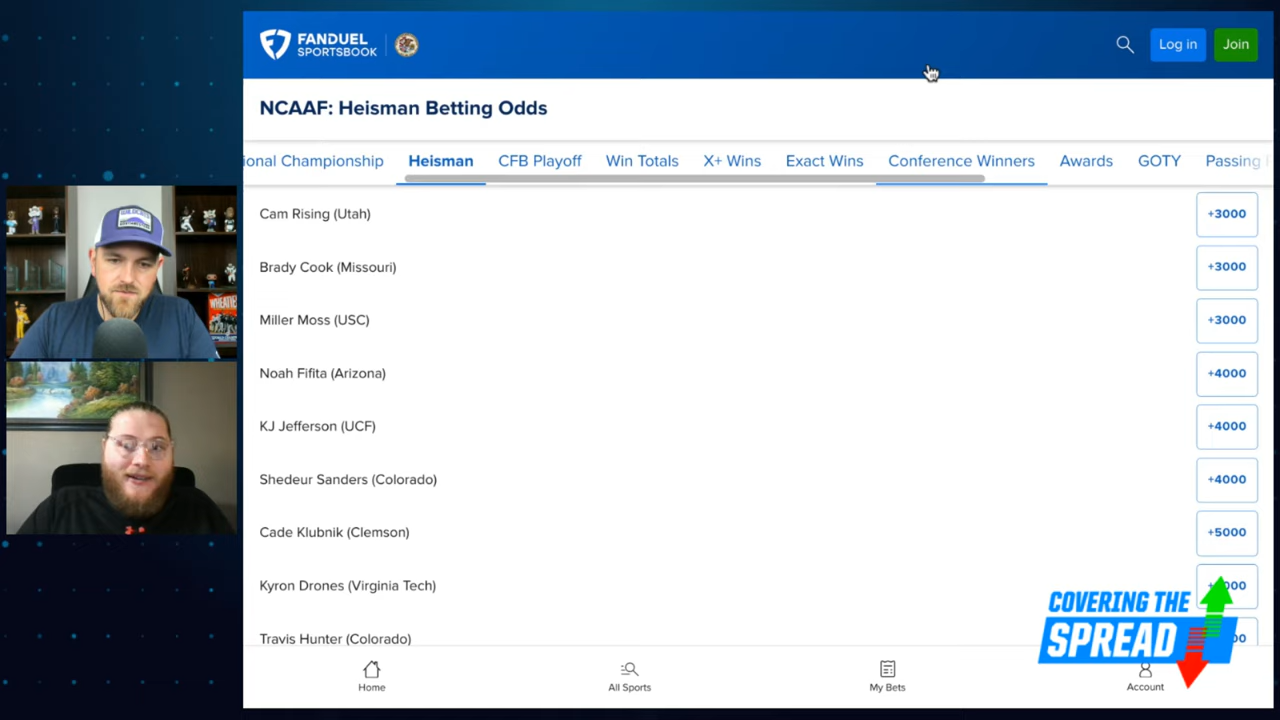 FANDUEL
SPORTSBOOK
Log in
Join
NCAAF: Heisman Betting Odds
ional Championship
Heisman
CFB Playoff
Win Totals
X+ Wins
Exact Wins
Conference Winners
Awards
GOTY
Passing
Cam Rising (Utah)
+3000
Brady Cook (Missouri)
+3000
Miller Moss (USC)
+3000
Noah Fifita (Arizona)
+4000
KJ Jefferson (UCF)
+4000
Shedeur Sanders (Colorado)
+4000
Cade Klubnik (Clemson)
+5000
Kyron Drones (Virginia Tech)
Travis Hunter (Colorado)
COVERING THE
SPREAD
Home
All Sports
My Bets
Account
WHEATIES